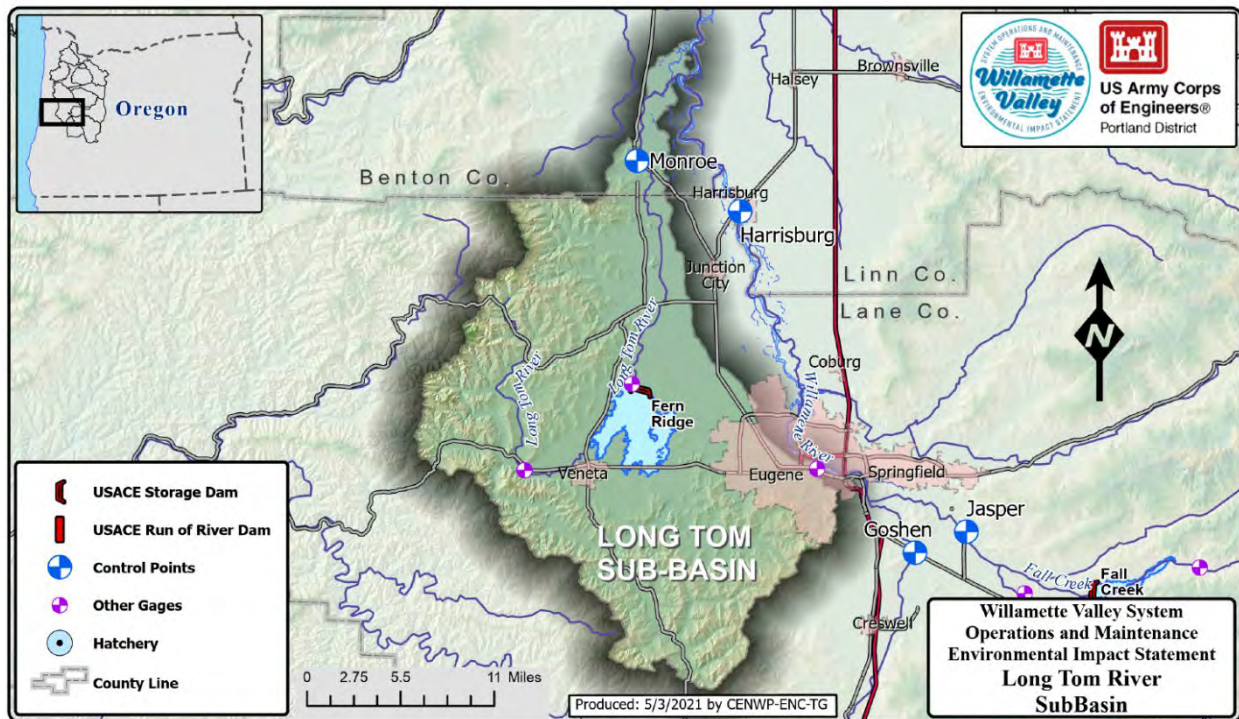 Oregon
SYSTEM OPERATIONS AND MAINTENANCE
Willamette
Valley
ENVIRONMENTAL IMPACT STATEMENT
US Army Corps
of Engineers®
Portland District
Halsey
Brownsville
Monroe
Benton Co.
Harrisburg
Harrisburg
Junction
City
Linn Co.
Lane Co.
Long Tom River
Long Tom River
Coburg
Willamette River
Fern
Ridge
Veneta
Eugene
Springfield
LONG TOM
SUB-BASIN
Goshen
Jasper
Fall Creek
Fall
Creek
Creswell
N
USACE Storage Dam
USACE Run of River Dam
Control Points
Other Gages
Hatchery
County Line
0 2.75 5.5 11 Miles
Produced: 5/3/2021 by CENWP-ENC-TG
Willamette Valley System
Operations and Maintenance
Environmental Impact Statement
Long Tom River
SubBasin